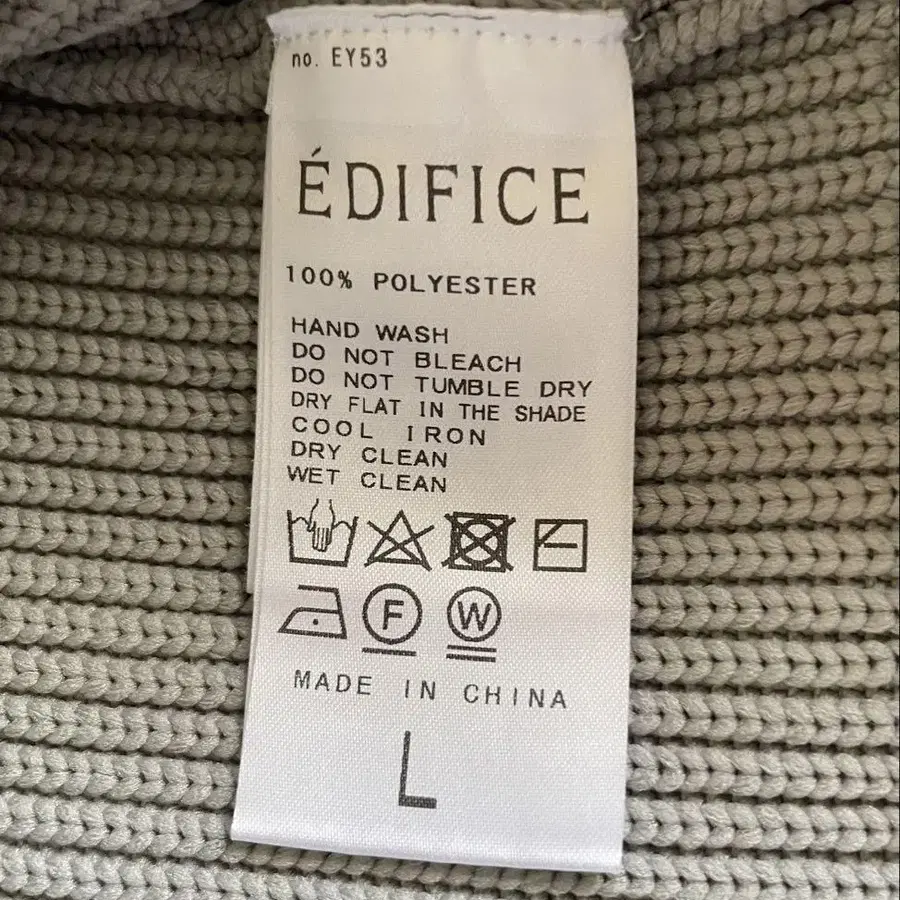 no. EY53
ÉDIFICE
100% POLYESTER
HAND WASH
DO NOT BLEACH
DO NOT TUMBLE DRY
DRY FLAT IN THE SHADE
COOL IRON
DRY CLEAN
WET CLEAN
F W
MADE IN CHINA
L